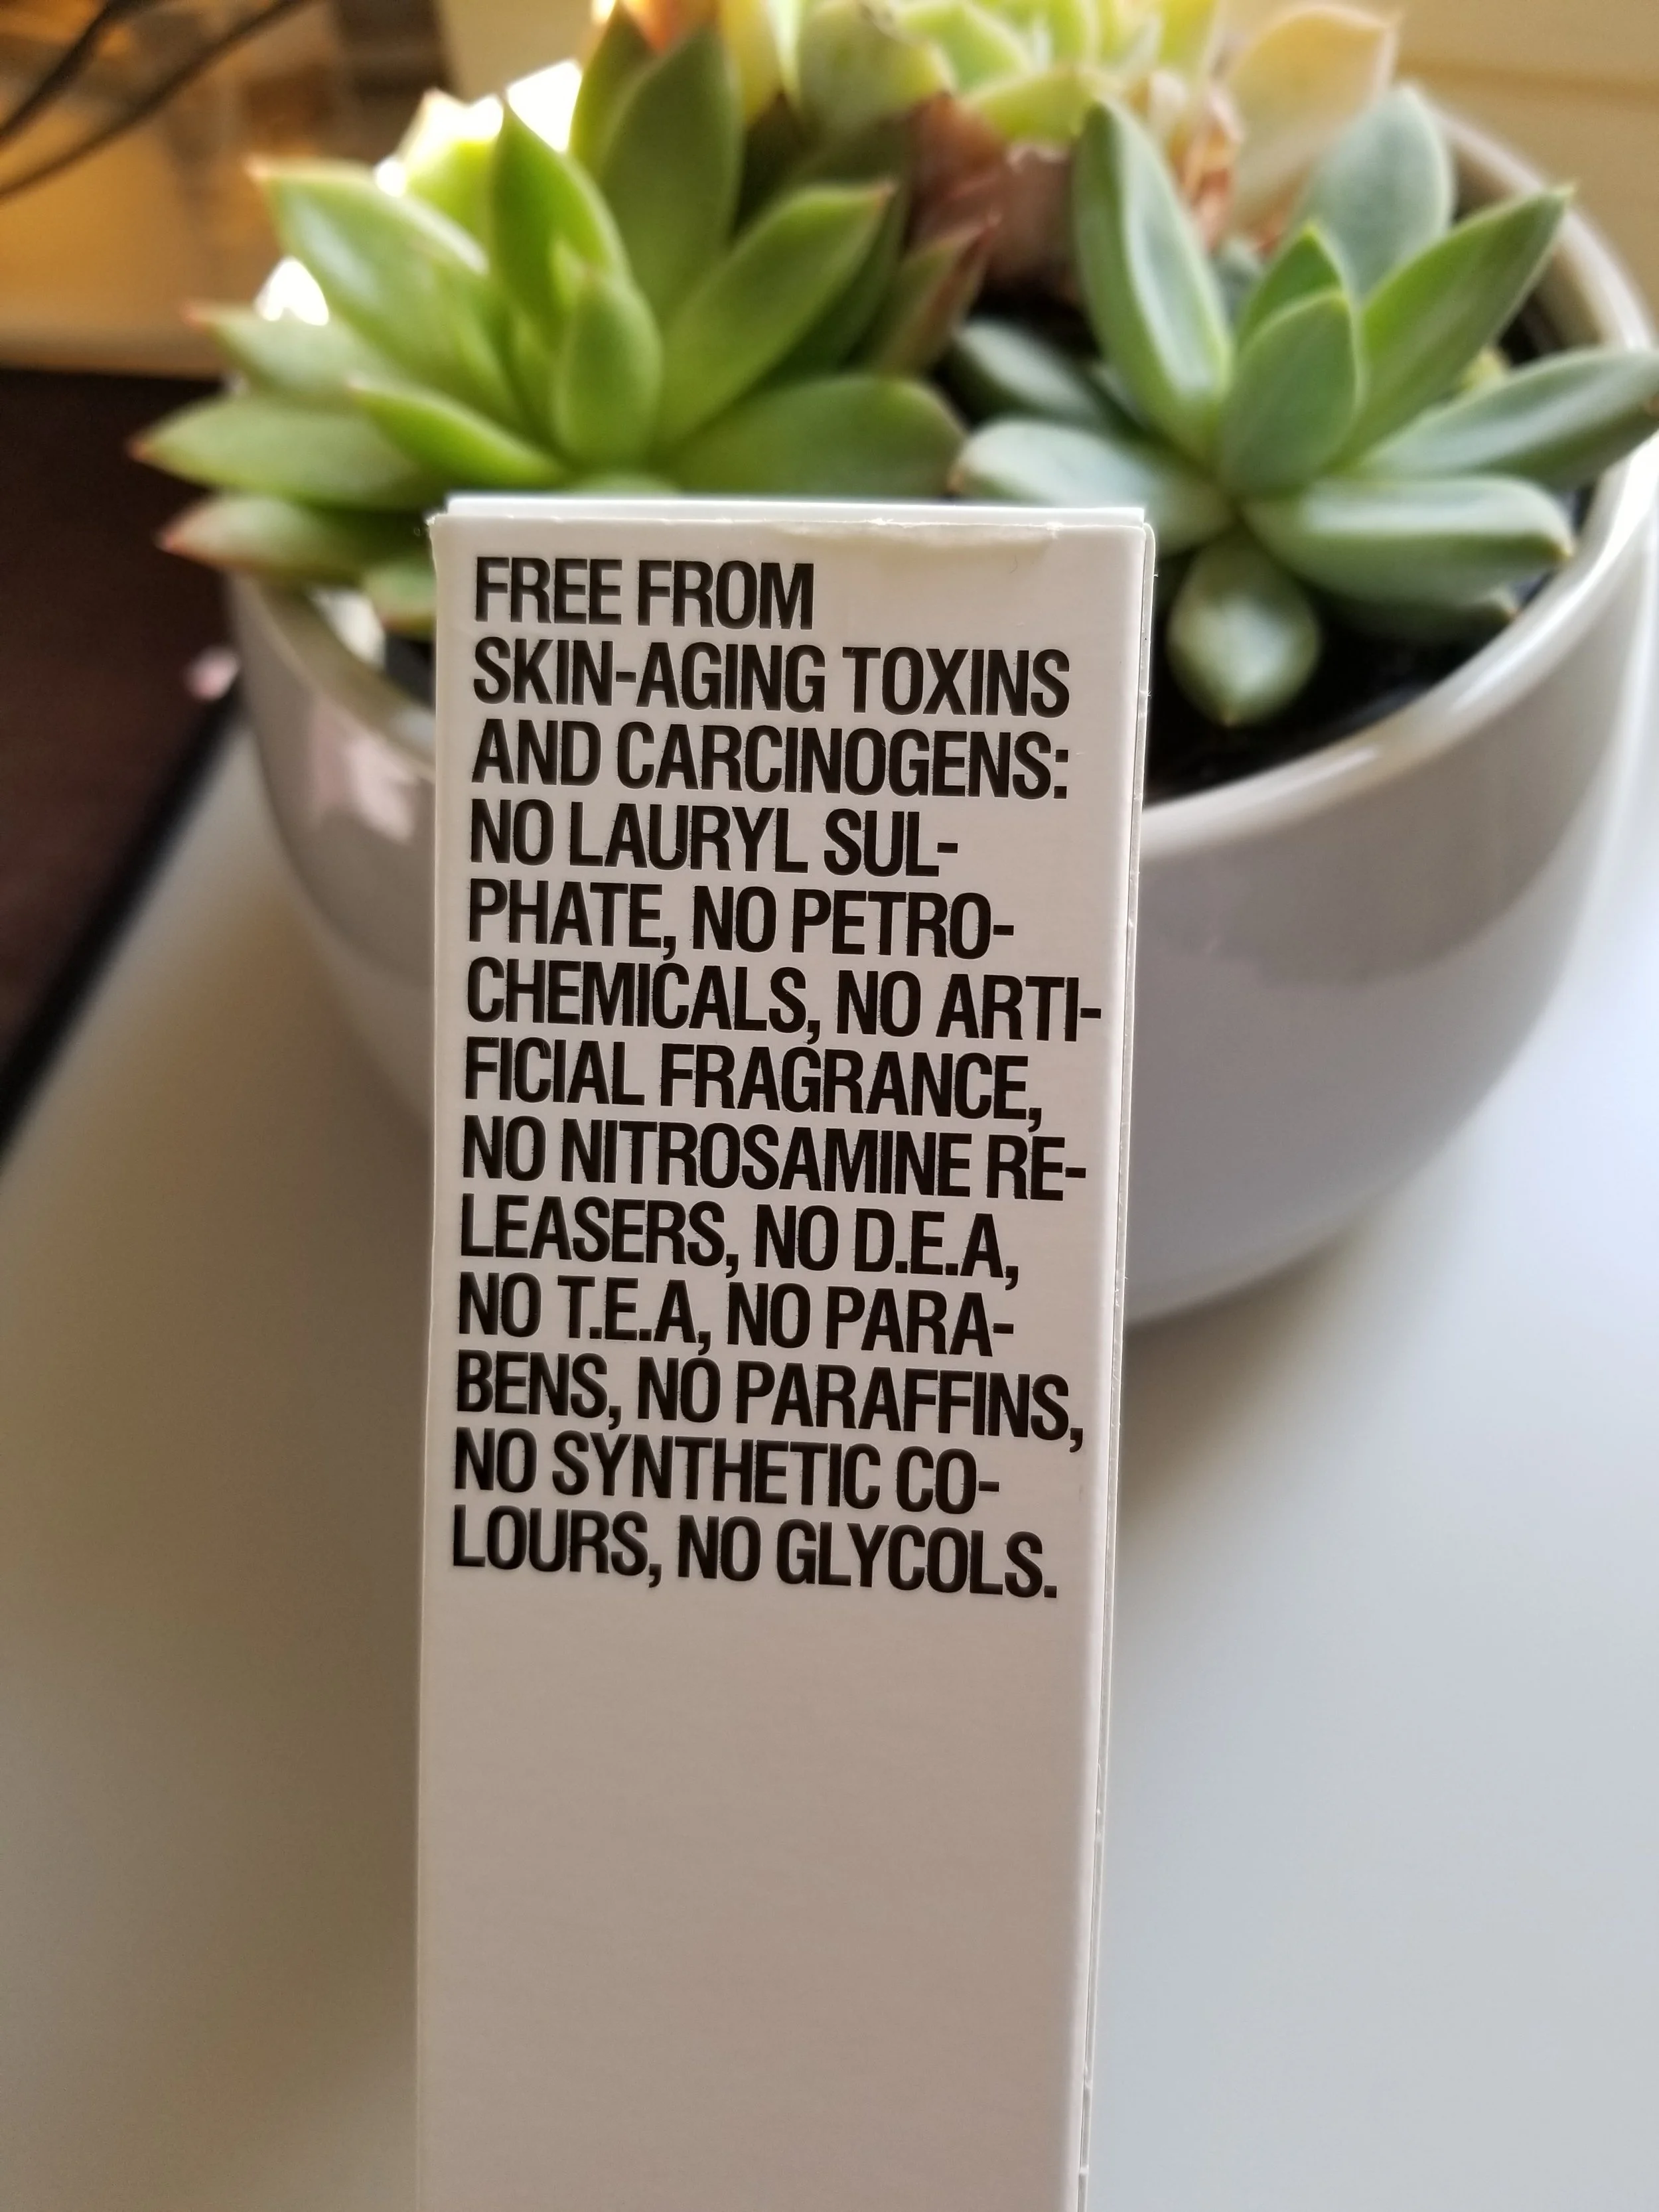 FREE FROM
SKIN-AGING TOXINS
AND CARCINOGENS:
NO LAURYL SUL-
PHATE, NO PETRO-
CHEMICALS, NO ARTI-
FICIAL FRAGRANCE,
NO NITROSAMINE RE-
LEASERS, NO D.E.A,
NO T.E.A, NO PARA-
BENS, NO PARAFFINS,
NO SYNTHETIC CO-
LOURS, NO GLYCOLS.